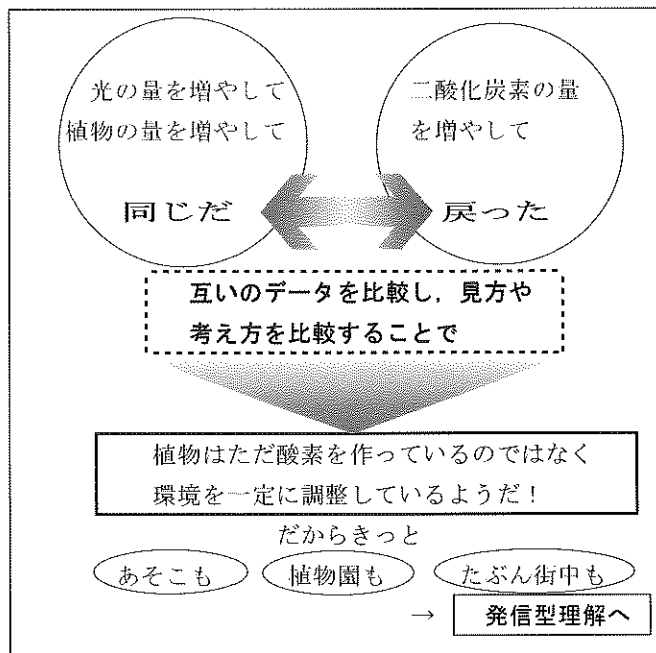 光の量を増やして
植物の量を増やして
同じだ
二酸化炭素の量
を増やして
戻った
互いのデータを比較し，見方や
考え方を比較することで
植物はただ酸素を作っているのではなく
環境を一定に調整しているようだ！
だからきっと
あそこも
植物園も
たぶん街中も
→ 発信型理解へ